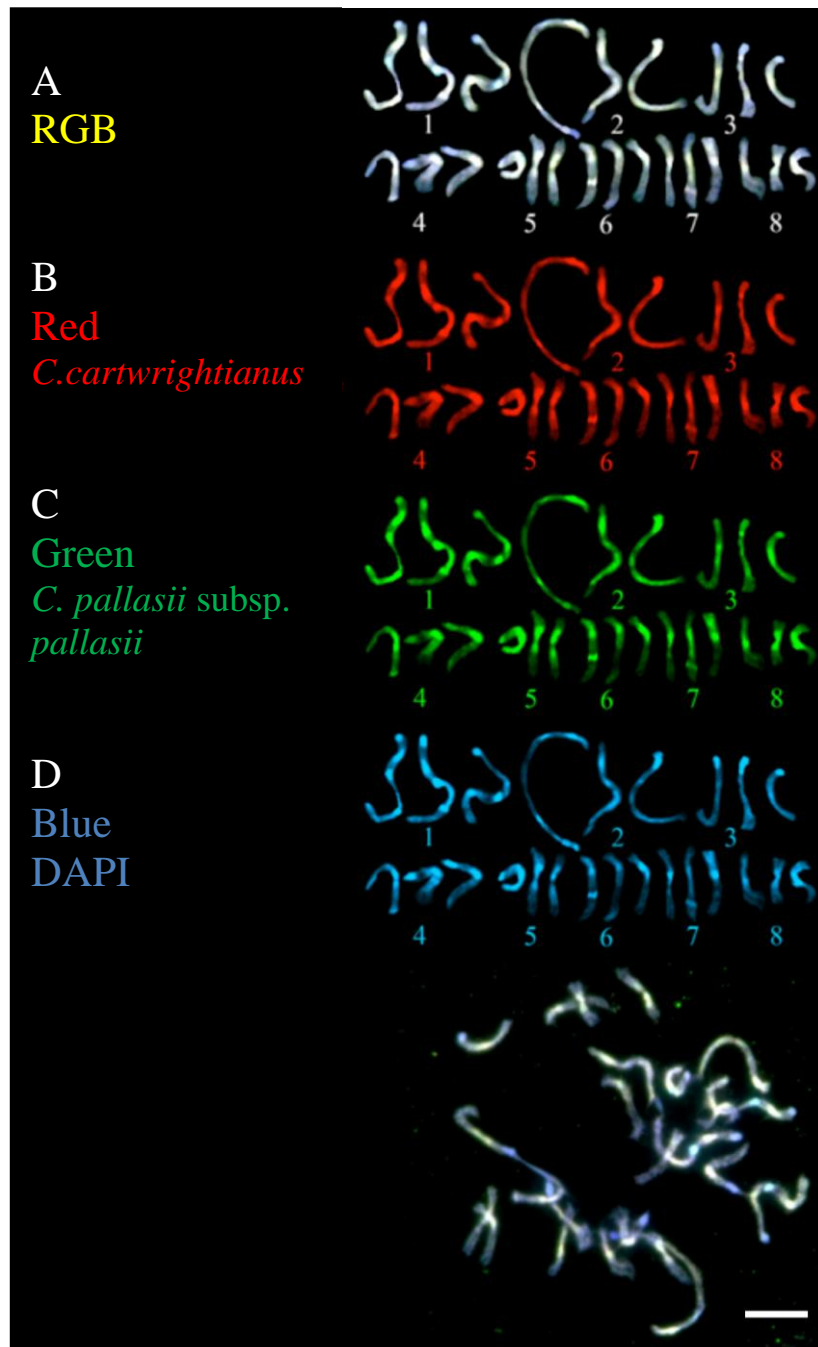 A
RGB
1 2 3
4 5 6 7 8
B
Red
C.cartwrightianus
1 2 3
4 5 6 7 8
C
Green
C. pallasii subsp.
pallasii
1 2 3
4 5 6 7 8
D
Blue
DAPI
1 2 3
4 5 6 7 8